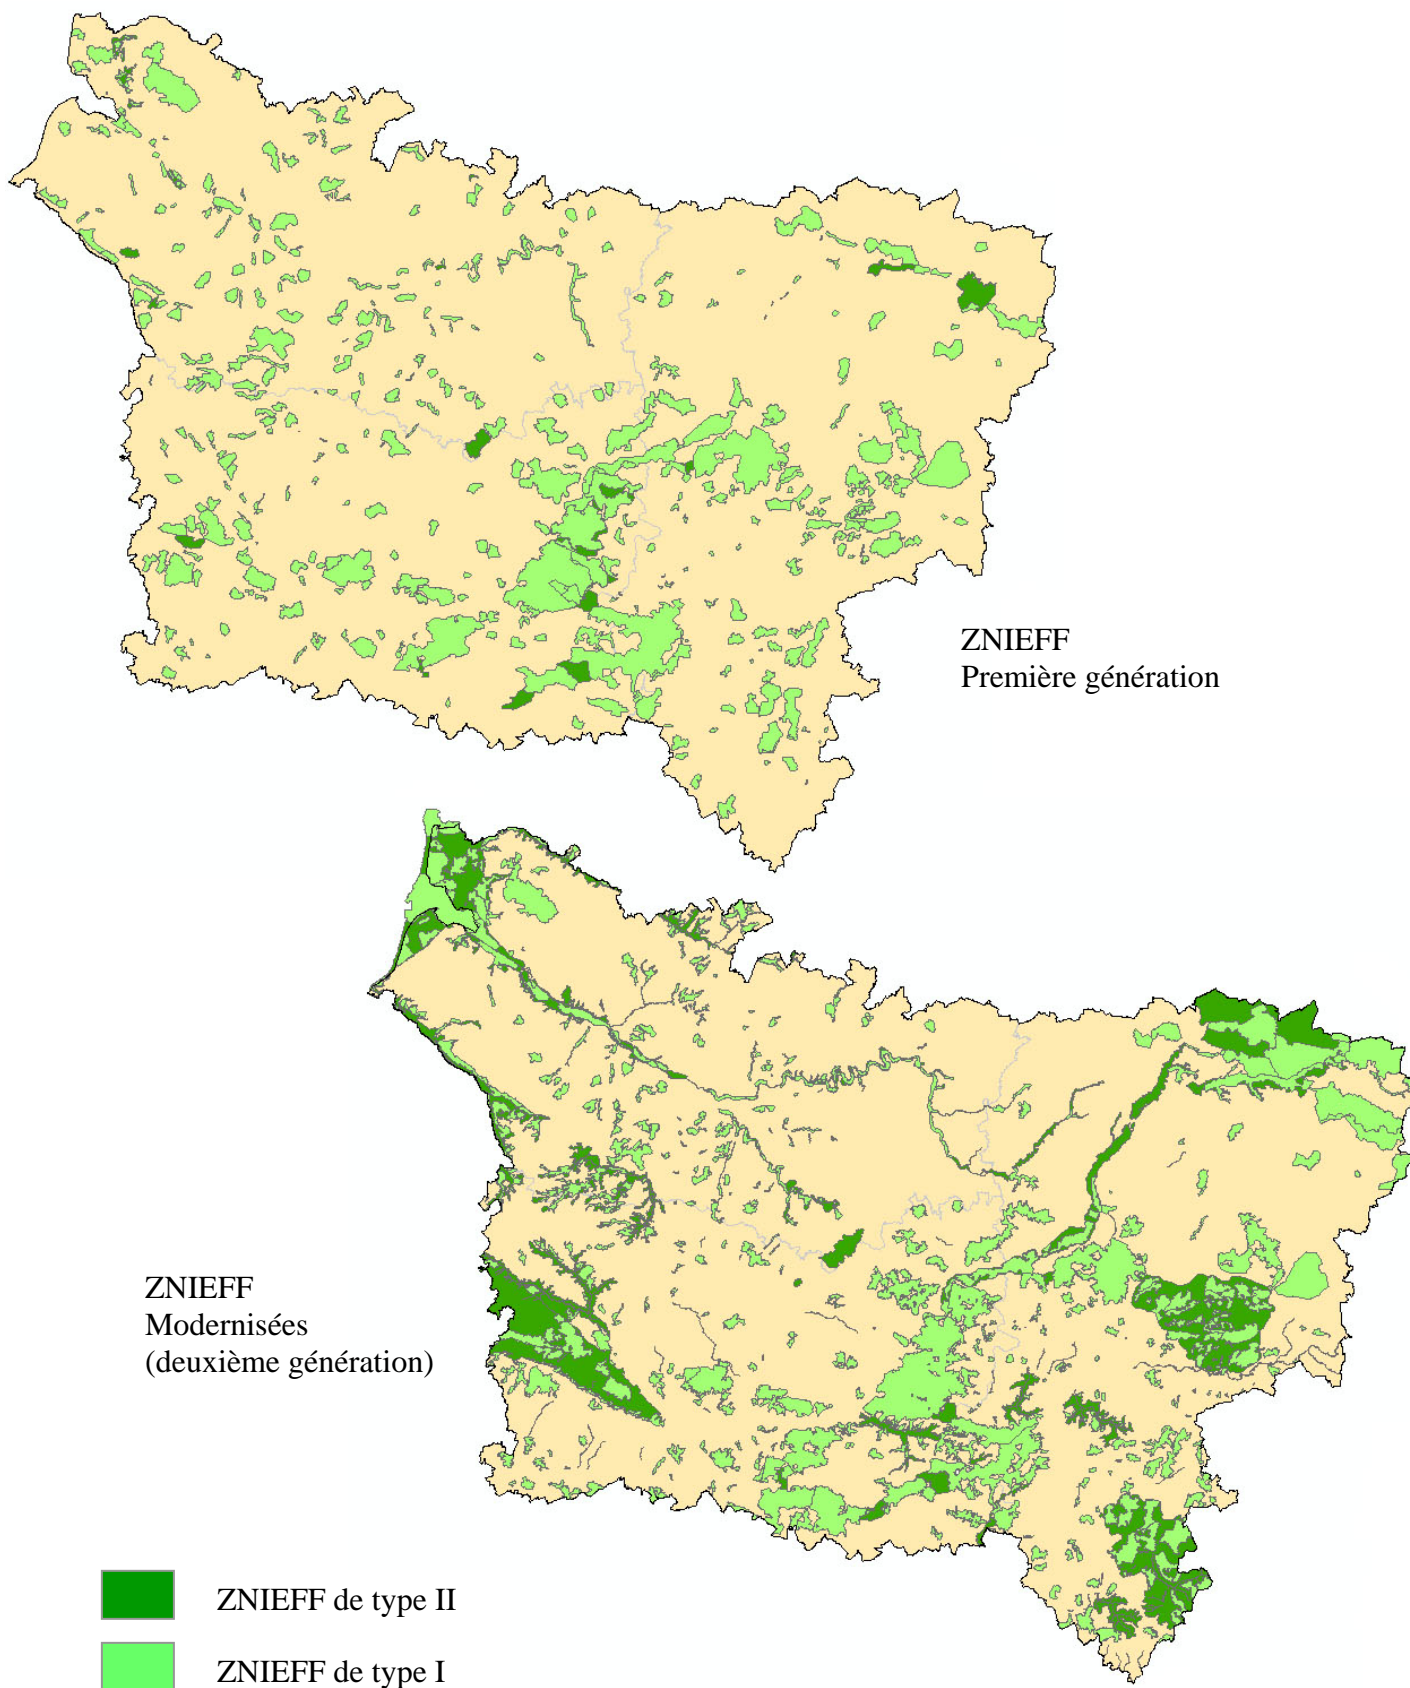 ZNIEFF
Première génération
ZNIEFF
Modernisées
(deuxième génération)
ZNIEFF de type II
ZNIEFF de type I